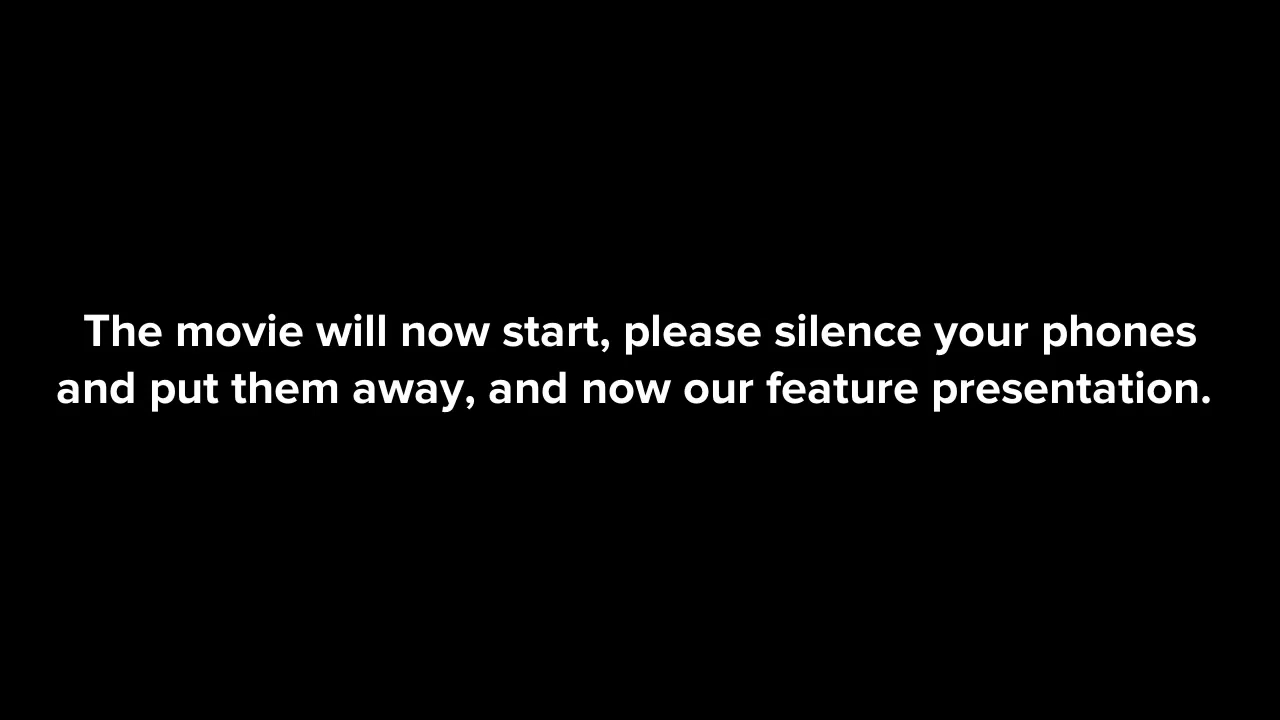 The movie will now start, please silence your phones
and put them away, and now our feature presentation.